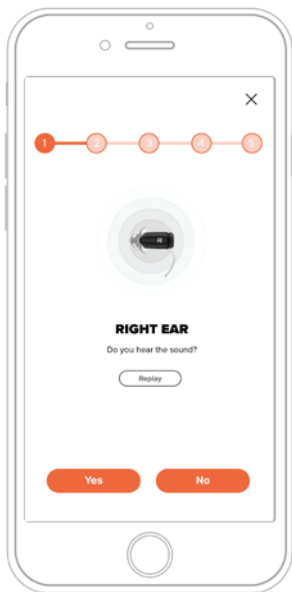 1 2 3 4 5
R
RIGHT EAR
Do you hear the sound?
Replay
Yes No